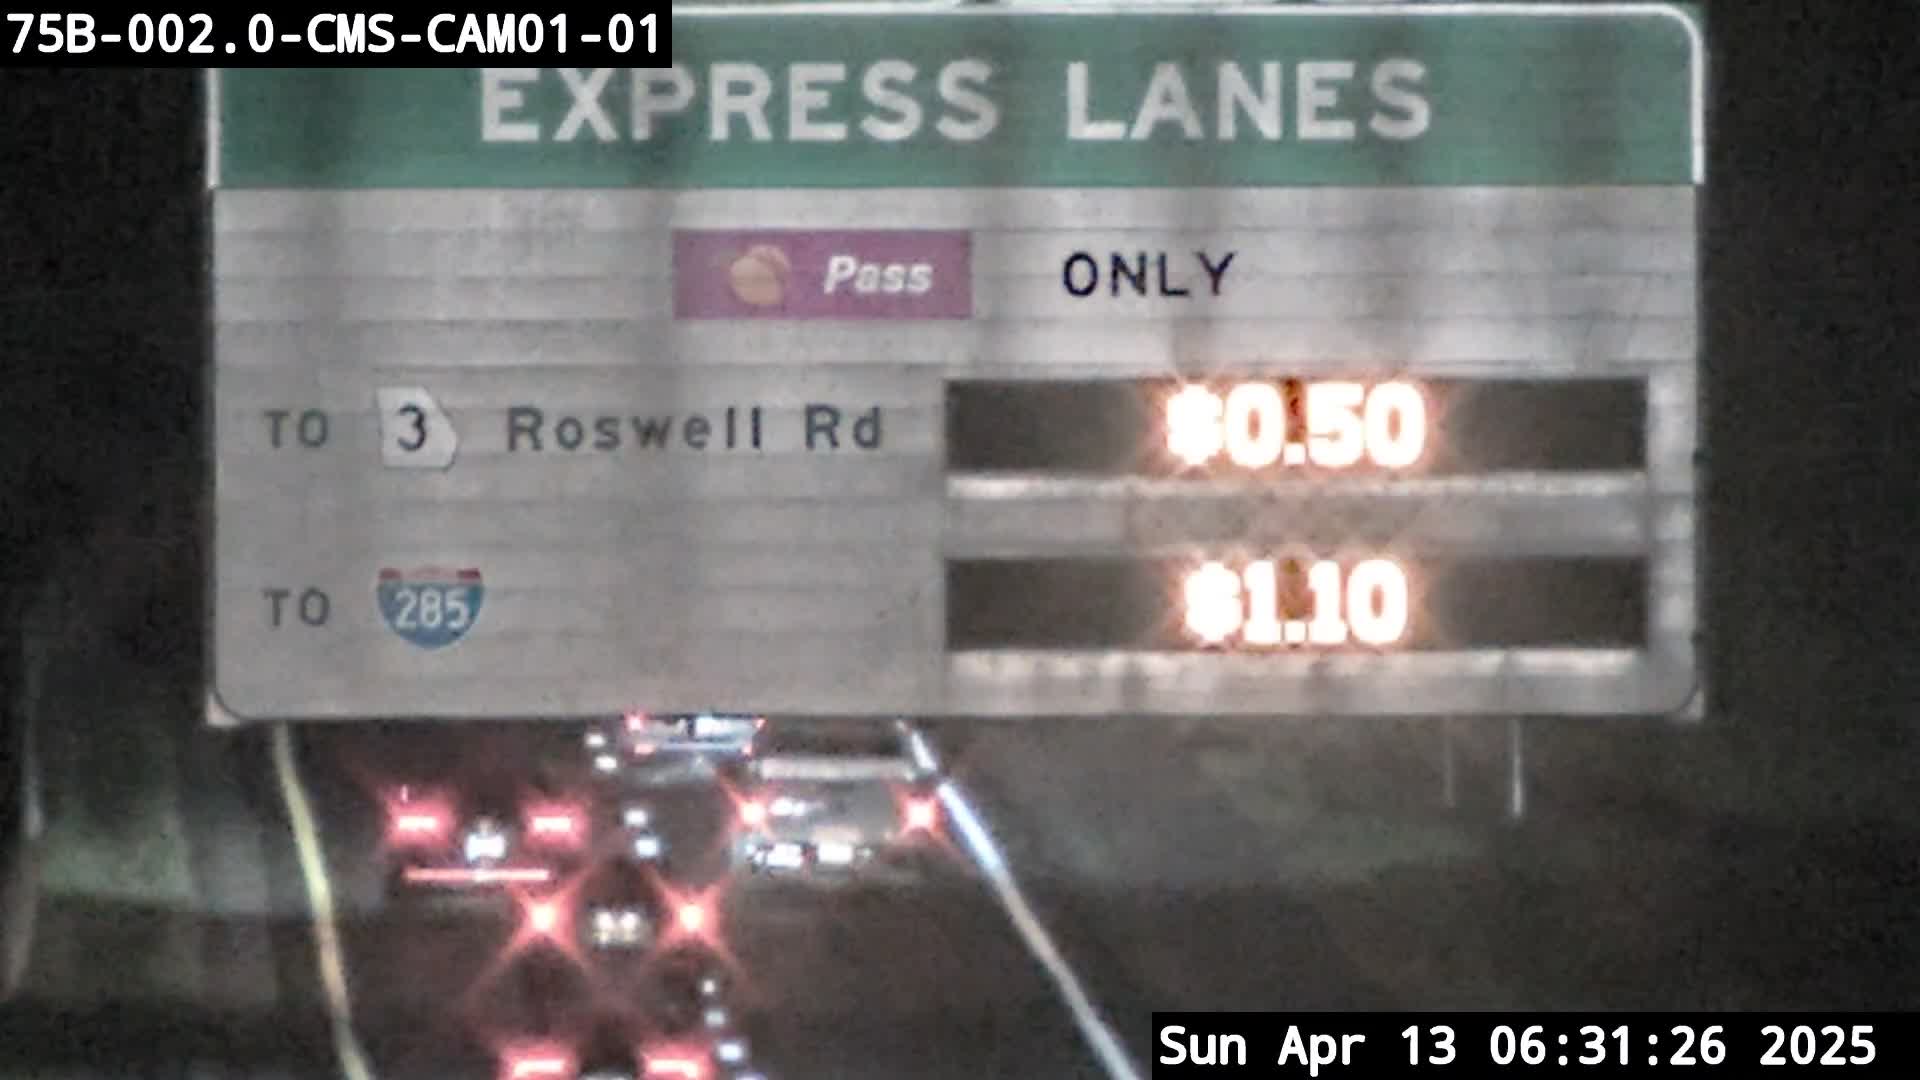 75B-002.0-CMS-CAM01-01
EXPRESS LANES
Pass ONLY
TO 3 Roswell Rd $0.50
TO 285 $1.10
Sun Apr 13 06:31:26 2025